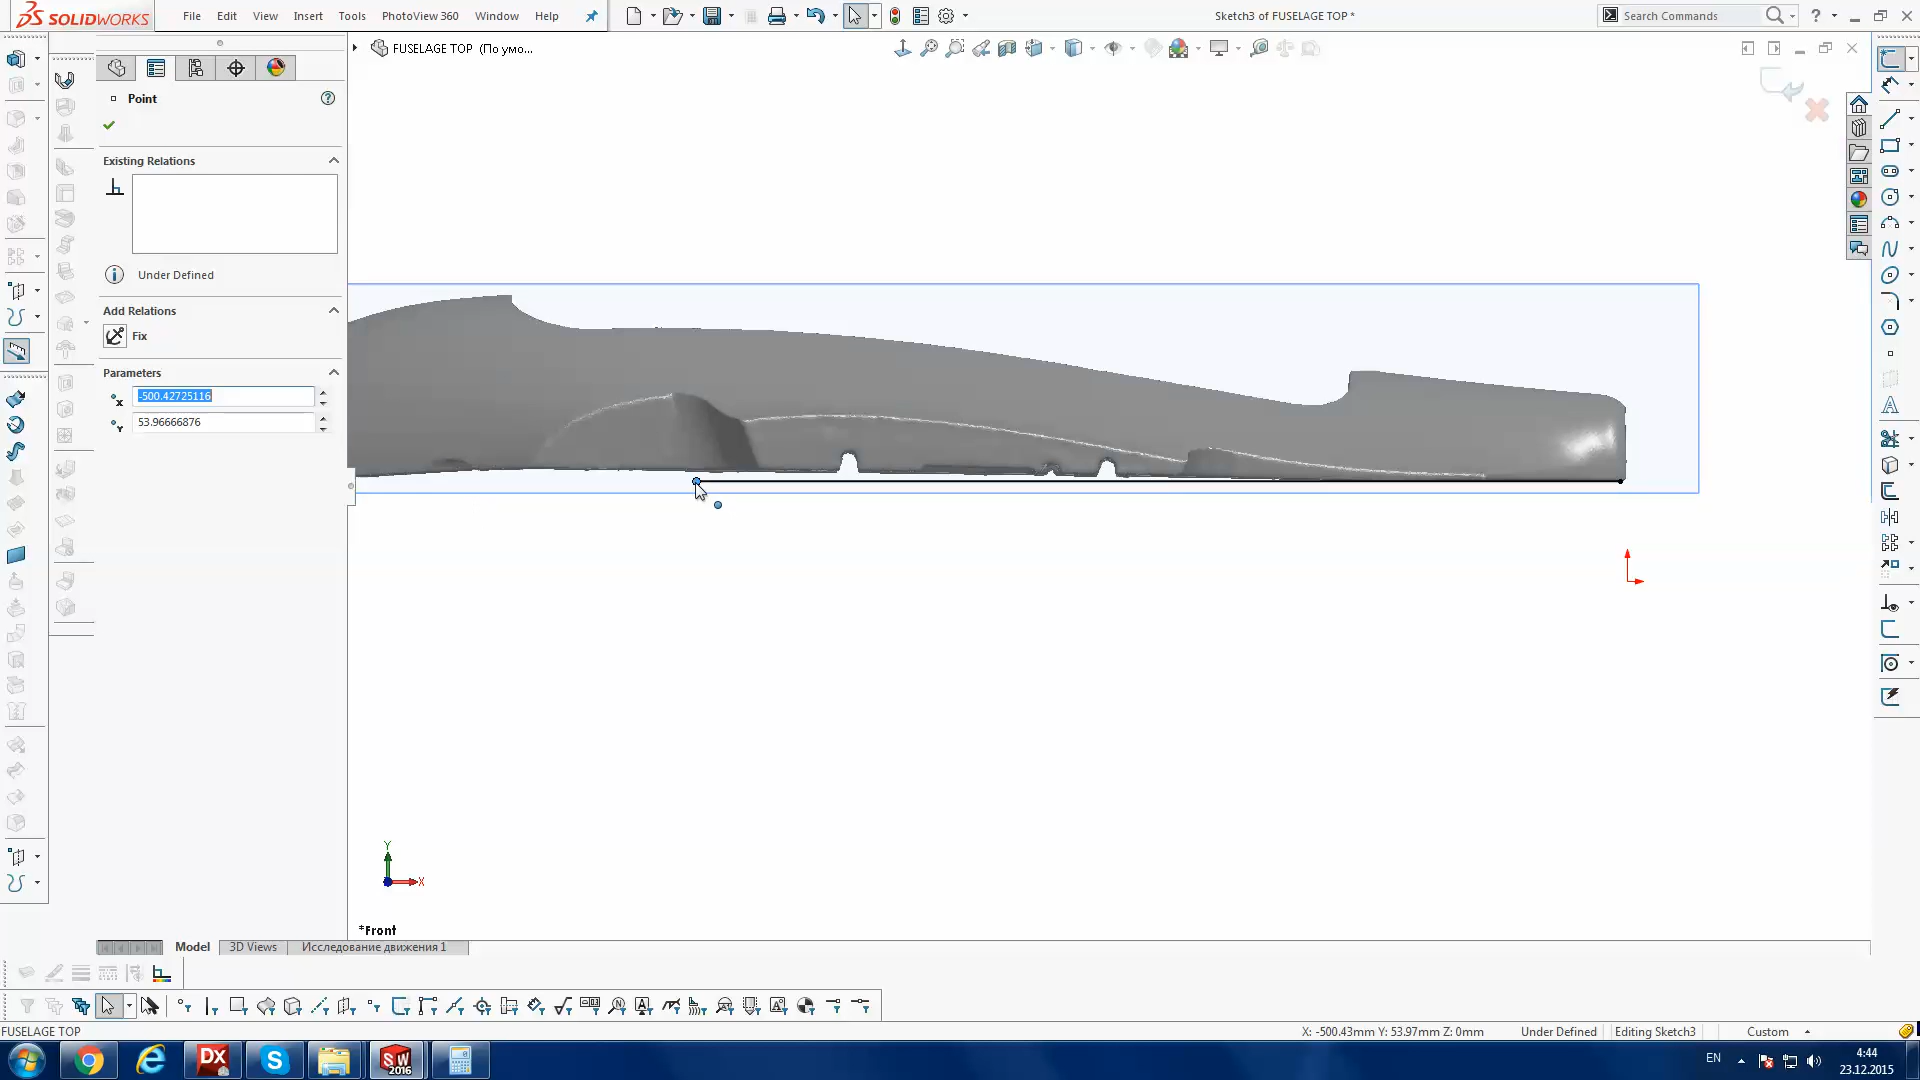 SOLIDWORKS
File Edit View Insert Tools PhotoView 360 Window Help
Sketch3 of FUSELAGE TOP *
Search Commands
FUSELAGE TOP (По умо...
Point
Existing Relations
Under Defined
Add Relations
Fix
Parameters
X -500.42725116
Y 53.96666876
Y
X
*Front
Model 3D Views Исследование движения 1
FUSELAGE TOP
X: -500.43mm Y: 53.97mm Z: 0mm Under Defined Editing Sketch3 Custom
DX
SW
2016
EN
4:44
23.12.2015